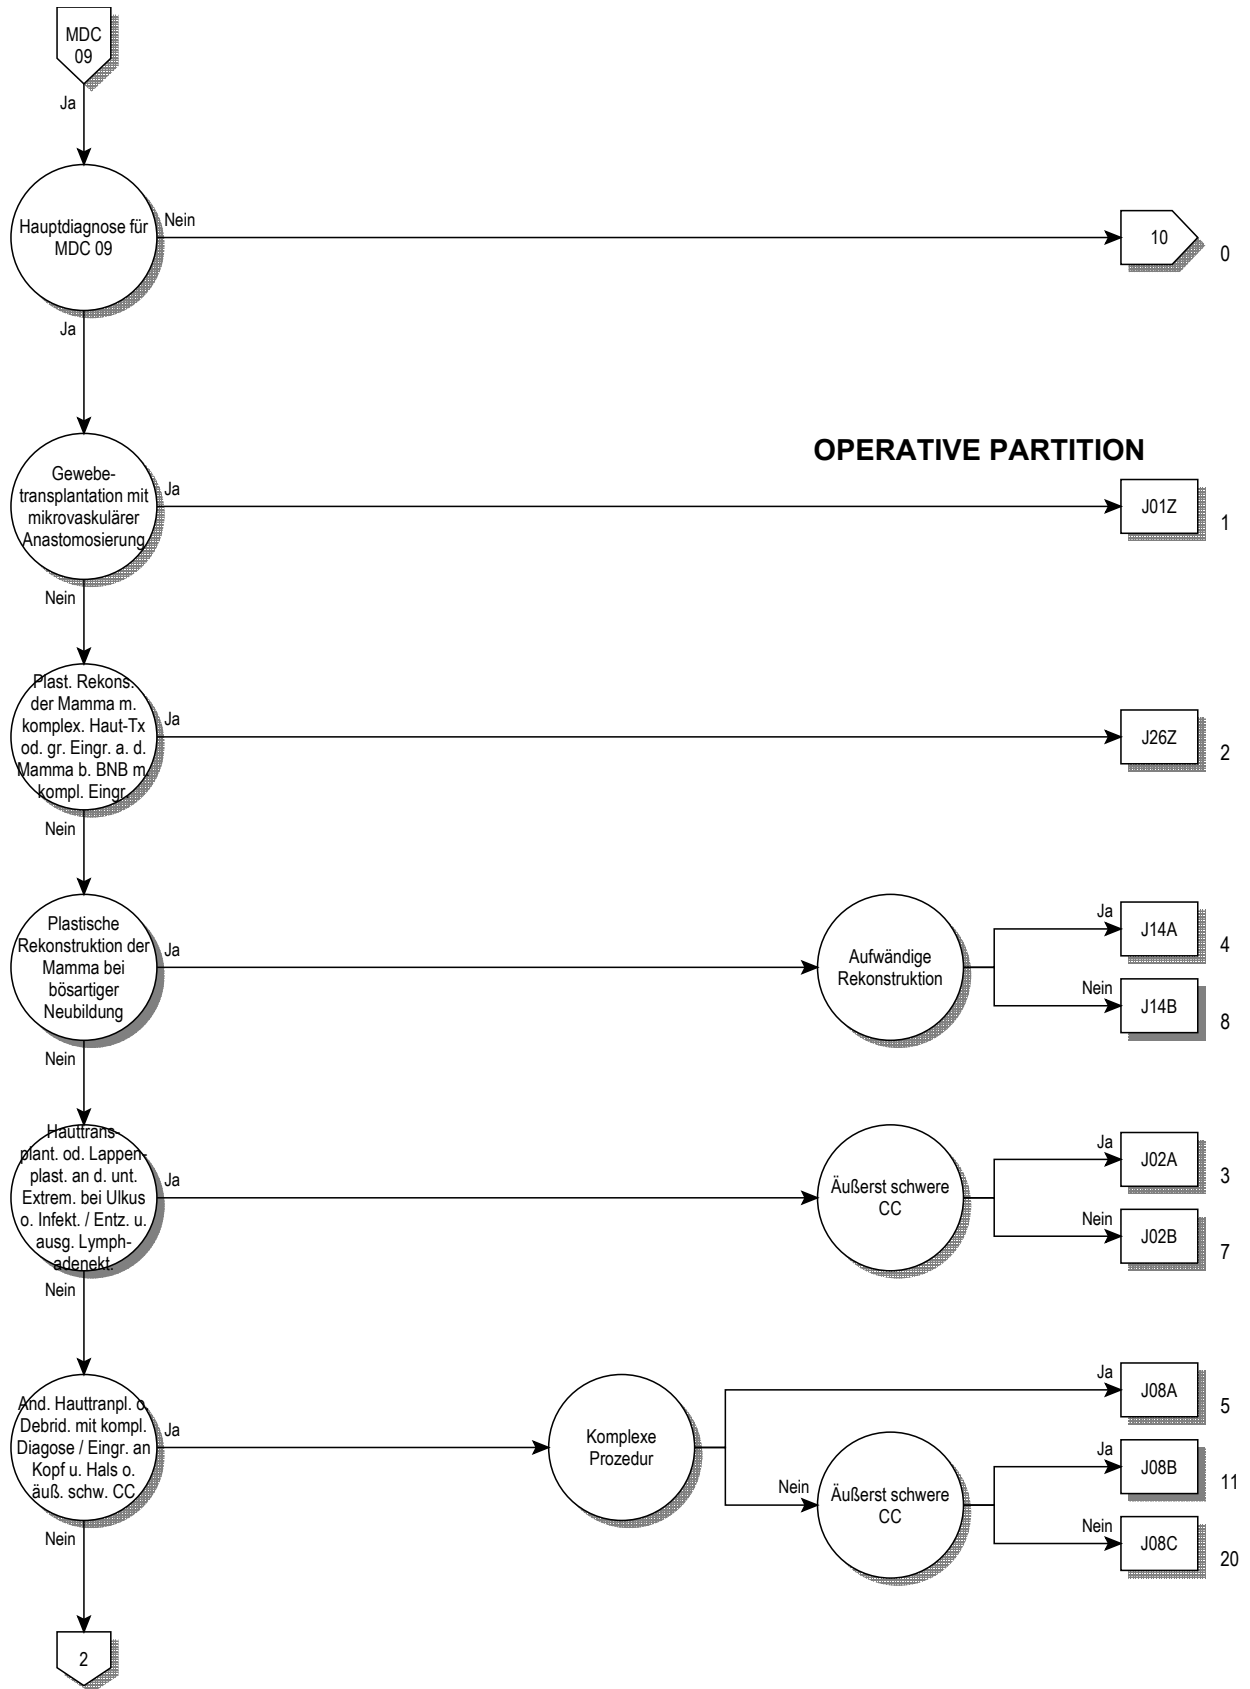 MDC
09
Ja
Hauptdiagnose für
MDC 09
Nein
10
0
Ja
OPERATIVE PARTITION
Gewebe-
transplantation mit
mikrovaskulärer
Anastomosierung
Ja
J01Z
1
Nein
Plast. Rekons.
der Mamma m.
komplex. Haut-Tx
od. gr. Eingr. a. d.
Mamma b. BNB m.
kompl. Eingr.
Ja
J26Z
2
Nein
Plastische
Rekonstruktion der
Mamma bei
bösartiger
Neubildung
Ja
Aufwändige
Rekonstruktion
Ja
J14A
4
Nein
J14B
8
Nein
Hauttrans-
plant. od. Lappen-
plast. an d. unt.
Extrem. bei Ulkus
o. Infekt. / Entz. u.
ausg. Lymph-
adenekt.
Ja
Äußerst schwere
CC
Ja
J02A
3
Nein
J02B
7
Nein
And. Hauttranpl. o.
Debrid. mit kompl.
Diagose / Eingr. an
Kopf u. Hals o.
äuß. schw. CC
Ja
Komplexe
Prozedur
Ja
J08A
5
Nein
Äußerst schwere
CC
Ja
J08B
11
Nein
J08C
20
Nein
2